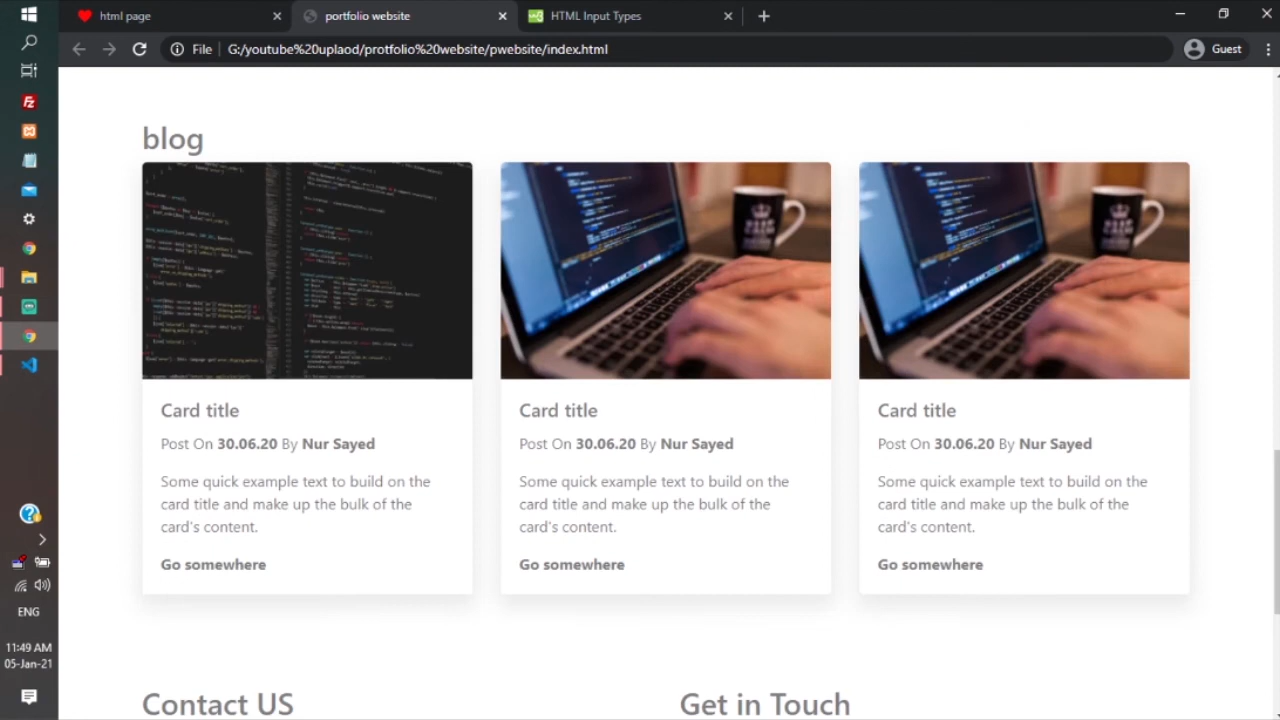 html page
portfolio website
HTML Input Types
File
G:/youtube%20uplaod/protfolio%20website/pwebsite/index.html
Guest
blog
Card title
Post On 30.06.20 By Nur Sayed
Some quick example text to build on the
card title and make up the bulk of the
card's content.
Go somewhere
Card title
Post On 30.06.20 By Nur Sayed
Some quick example text to build on the
card title and make up the bulk of the
card's content.
Go somewhere
Card title
Post On 30.06.20 By Nur Sayed
Some quick example text to build on the
card title and make up the bulk of the
card's content.
Go somewhere
Contact US
Get in Touch
ENG
11:49 AM
05-Jan-21